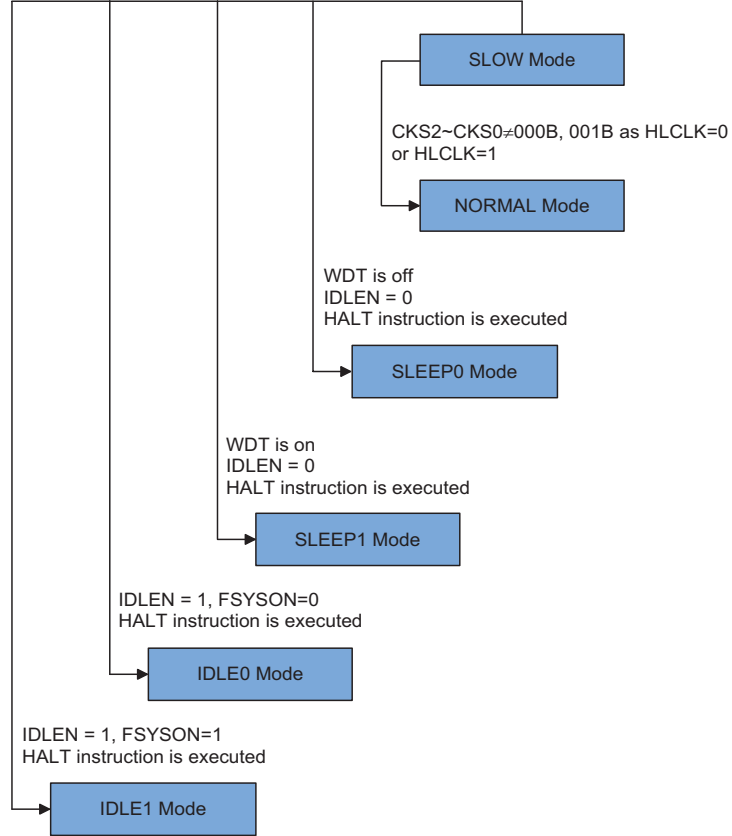 SLOW Mode
CKS2~CKS0≠000B, 001B as HLCLK=0
or HLCLK=1
NORMAL Mode
WDT is off
IDLEN = 0
HALT instruction is executed
SLEEP0 Mode
WDT is on
IDLEN = 0
HALT instruction is executed
SLEEP1 Mode
IDLEN = 1, FSYSON=0
HALT instruction is executed
IDLE0 Mode
IDLEN = 1, FSYSON=1
HALT instruction is executed
IDLE1 Mode